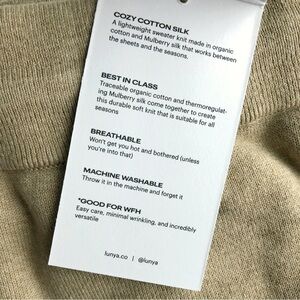 COZY COTTON SILK
A lightweight sweater knit made in organic
cotton and Mulberry silk that works between
the sheets and the seasons.
BEST IN CLASS
Traceable organic cotton and thermoregulat-
ing Mulberry silk come together to create
this durable soft knit that is suitable for all
seasons
BREATHABLE
Won't get you hot and bothered (unless
you're into that)
MACHINE WASHABLE
Throw it in the machine and forget it
*GOOD FOR WFH
Easy care, minimal wrinkling, and incredibly
versatile
lunya.co | @lunya